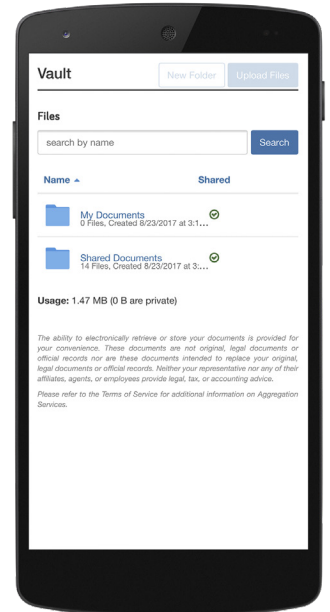 Vault
New Folder
Upload Files
Files
search by name
Search
Name
Shared
My Documents
0 Files, Created 8/23/2017 at 3:1...
Shared Documents
14 Files, Created 8/23/2017 at 3:...
Usage: 1.47 MB (0 B are private)
The ability to electronically retrieve or store your documents is provided for
your convenience. These documents are not original, legal documents or
official records nor are these documents intended to replace your original,
legal documents or official records. Neither your representative nor any of their
affiliates, agents, or employees provide legal, tax, or accounting advice.
Please refer to the Terms of Service for additional information on Aggregation
Services.